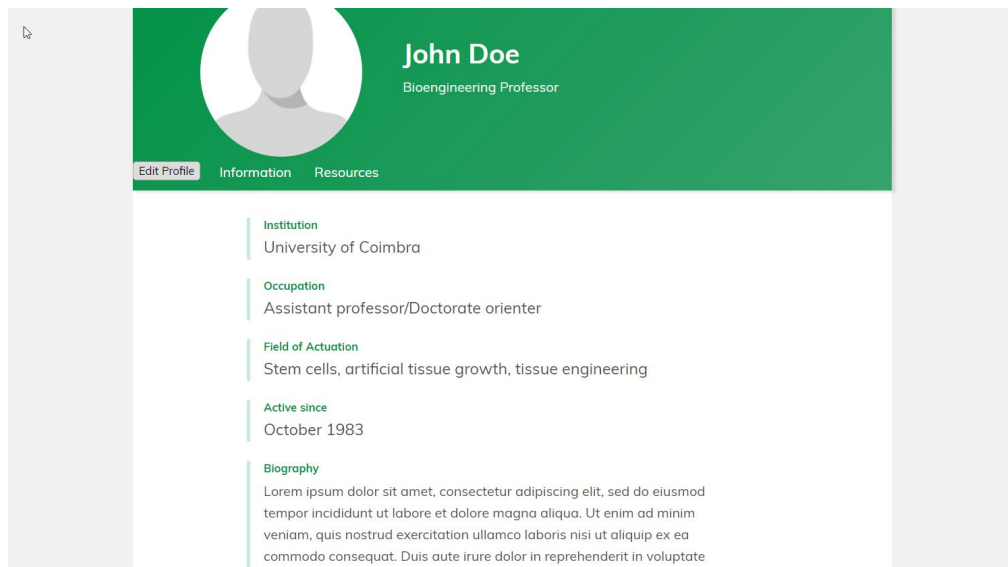 John Doe
Bioengineering Professor
Edit Profile Information Resources
Institution
University of Coimbra
Occupation
Assistant professor/Doctorate orienter
Field of Actuation
Stem cells, artificial tissue growth, tissue engineering
Active since
October 1983
Biography
Lorem ipsum dolor sit amet, consectetur adipiscing elit, sed do eiusmod
tempor incididunt ut labore et dolore magna aliqua. Ut enim ad minim
veniam, quis nostrud exercitation ullamco laboris nisi ut aliquip ex ea
commodo consequat. Duis aute irure dolor in reprehenderit in voluptate